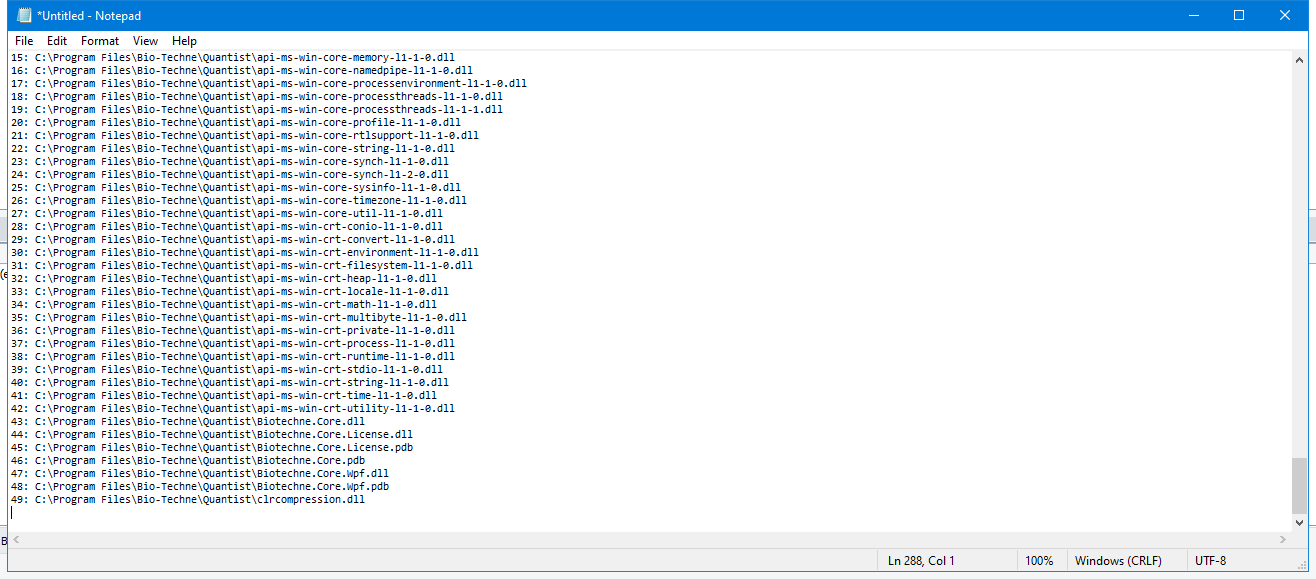 *Untitled - Notepad
File Edit Format View Help
15: C:\Program Files\Bio-Techne\Quantist\api-ms-win-core-memory-l1-1-0.dll
16: C:\Program Files\Bio-Techne\Quantist\api-ms-win-core-namedpipe-l1-1-0.dll
17: C:\Program Files\Bio-Techne\Quantist\api-ms-win-core-processenvironment-l1-1-0.dll
18: C:\Program Files\Bio-Techne\Quantist\api-ms-win-core-processthreads-l1-1-0.dll
19: C:\Program Files\Bio-Techne\Quantist\api-ms-win-core-processthreads-l1-1-1.dll
20: C:\Program Files\Bio-Techne\Quantist\api-ms-win-core-profile-l1-1-0.dll
21: C:\Program Files\Bio-Techne\Quantist\api-ms-win-core-rtlsupport-l1-1-0.dll
22: C:\Program Files\Bio-Techne\Quantist\api-ms-win-core-string-l1-1-0.dll
23: C:\Program Files\Bio-Techne\Quantist\api-ms-win-core-synch-l1-1-0.dll
24: C:\Program Files\Bio-Techne\Quantist\api-ms-win-core-synch-l1-2-0.dll
25: C:\Program Files\Bio-Techne\Quantist\api-ms-win-core-sysinfo-l1-1-0.dll
26: C:\Program Files\Bio-Techne\Quantist\api-ms-win-core-timezone-l1-1-0.dll
27: C:\Program Files\Bio-Techne\Quantist\api-ms-win-core-util-l1-1-0.dll
28: C:\Program Files\Bio-Techne\Quantist\api-ms-win-crt-conio-l1-1-0.dll
29: C:\Program Files\Bio-Techne\Quantist\api-ms-win-crt-convert-l1-1-0.dll
30: C:\Program Files\Bio-Techne\Quantist\api-ms-win-crt-environment-l1-1-0.dll
31: C:\Program Files\Bio-Techne\Quantist\api-ms-win-crt-filesystem-l1-1-0.dll
32: C:\Program Files\Bio-Techne\Quantist\api-ms-win-crt-heap-l1-1-0.dll
33: C:\Program Files\Bio-Techne\Quantist\api-ms-win-crt-locale-l1-1-0.dll
34: C:\Program Files\Bio-Techne\Quantist\api-ms-win-crt-math-l1-1-0.dll
35: C:\Program Files\Bio-Techne\Quantist\api-ms-win-crt-multibyte-l1-1-0.dll
36: C:\Program Files\Bio-Techne\Quantist\api-ms-win-crt-private-l1-1-0.dll
37: C:\Program Files\Bio-Techne\Quantist\api-ms-win-crt-process-l1-1-0.dll
38: C:\Program Files\Bio-Techne\Quantist\api-ms-win-crt-runtime-l1-1-0.dll
39: C:\Program Files\Bio-Techne\Quantist\api-ms-win-crt-stdio-l1-1-0.dll
40: C:\Program Files\Bio-Techne\Quantist\api-ms-win-crt-string-l1-1-0.dll
41: C:\Program Files\Bio-Techne\Quantist\api-ms-win-crt-time-l1-1-0.dll
42: C:\Program Files\Bio-Techne\Quantist\api-ms-win-crt-utility-l1-1-0.dll
43: C:\Program Files\Bio-Techne\Quantist\Biotechne.Core.dll
44: C:\Program Files\Bio-Techne\Quantist\Biotechne.Core.License.dll
45: C:\Program Files\Bio-Techne\Quantist\Biotechne.Core.License.pdb
46: C:\Program Files\Bio-Techne\Quantist\Biotechne.Core.pdb
47: C:\Program Files\Bio-Techne\Quantist\Biotechne.Core.Wpf.dll
48: C:\Program Files\Bio-Techne\Quantist\Biotechne.Core.Wpf.pdb
49: C:\Program Files\Bio-Techne\Quantist\clrcompression.dll
Ln 288, Col 1 100% Windows (CRLF) UTF-8